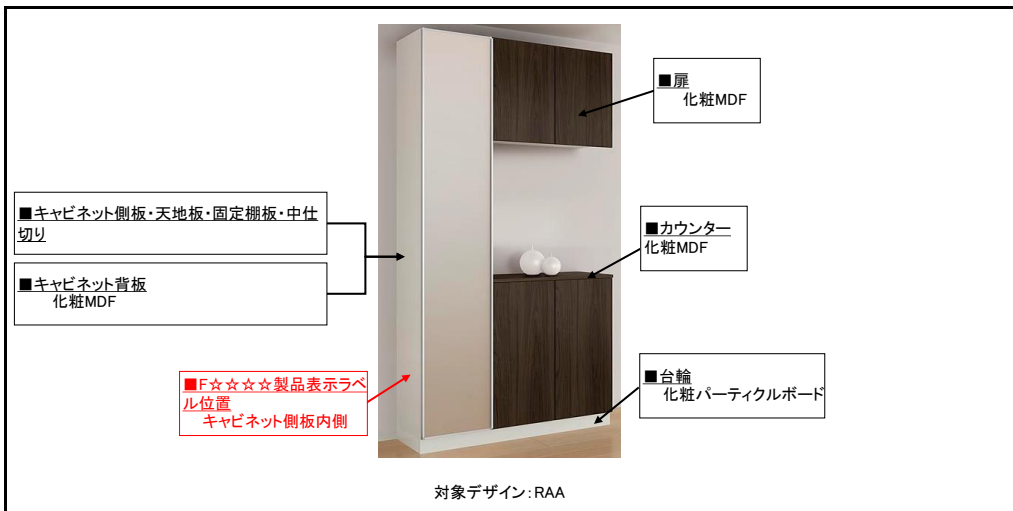 ■扉
化粧MDF
■キャビネット側板・天地板・固定棚板・中仕
切り
■カウンター
化粧MDF
■キャビネット背板
化粧MDF
■F☆☆☆☆製品表示ラベ
ル位置
キャビネット側板内側
■台輪
化粧パーティクルボード
対象デザイン：RAA